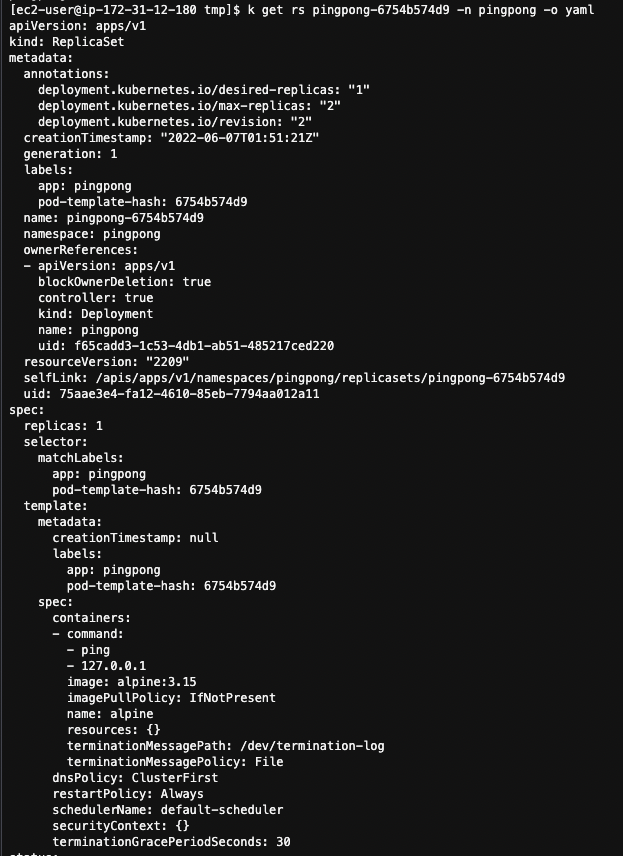 [ec2-user@ip-172-31-12-180 tmp]$ k get rs pingpong-6754b574d9 -n pingpong -o yaml
apiVersion: apps/v1
kind: ReplicaSet
metadata:
  annotations:
    deployment.kubernetes.io/desired-replicas: "1"
    deployment.kubernetes.io/max-replicas: "2"
    deployment.kubernetes.io/revision: "2"
  creationTimestamp: "2022-06-07T01:51:21Z"
  generation: 1
  labels:
    app: pingpong
    pod-template-hash: 6754b574d9
  name: pingpong-6754b574d9
  namespace: pingpong
  ownerReferences:
  - apiVersion: apps/v1
    blockOwnerDeletion: true
    controller: true
    kind: Deployment
    name: pingpong
    uid: f65cadd3-1c53-4db1-ab51-485217ced220
  resourceVersion: "2209"
  selfLink: /apis/apps/v1/namespaces/pingpong/replicasets/pingpong-6754b574d9
  uid: 75aae3e4-fa12-4610-85eb-7794aa012a11
spec:
  replicas: 1
  selector:
    matchLabels:
      app: pingpong
      pod-template-hash: 6754b574d9
  template:
    metadata:
      creationTimestamp: null
      labels:
        app: pingpong
        pod-template-hash: 6754b574d9
    spec:
      containers:
      - command:
        - ping
        - 127.0.0.1
        image: alpine:3.15
        imagePullPolicy: IfNotPresent
        name: alpine
        resources: {}
        terminationMessagePath: /dev/termination-log
        terminationMessagePolicy: File
      dnsPolicy: ClusterFirst
      restartPolicy: Always
      schedulerName: default-scheduler
      securityContext: {}
      terminationGracePeriodSeconds: 30
status: